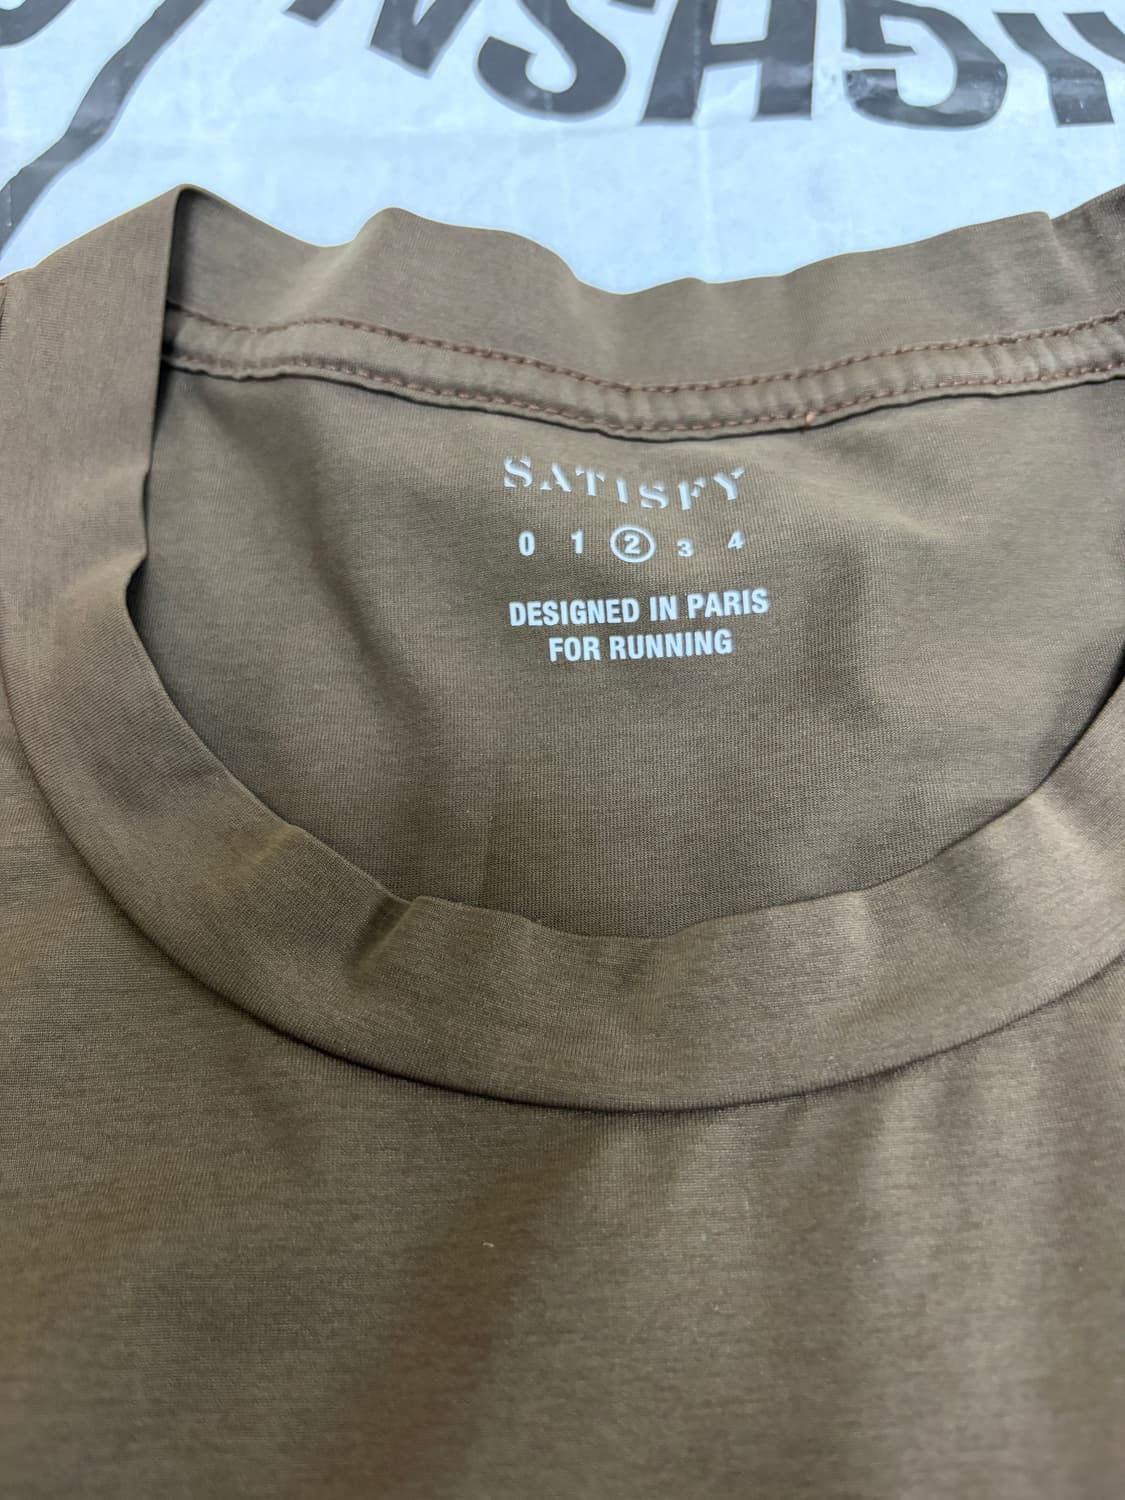 SATISFY
0 1 2 3 4
DESIGNED IN PARIS
FOR RUNNING